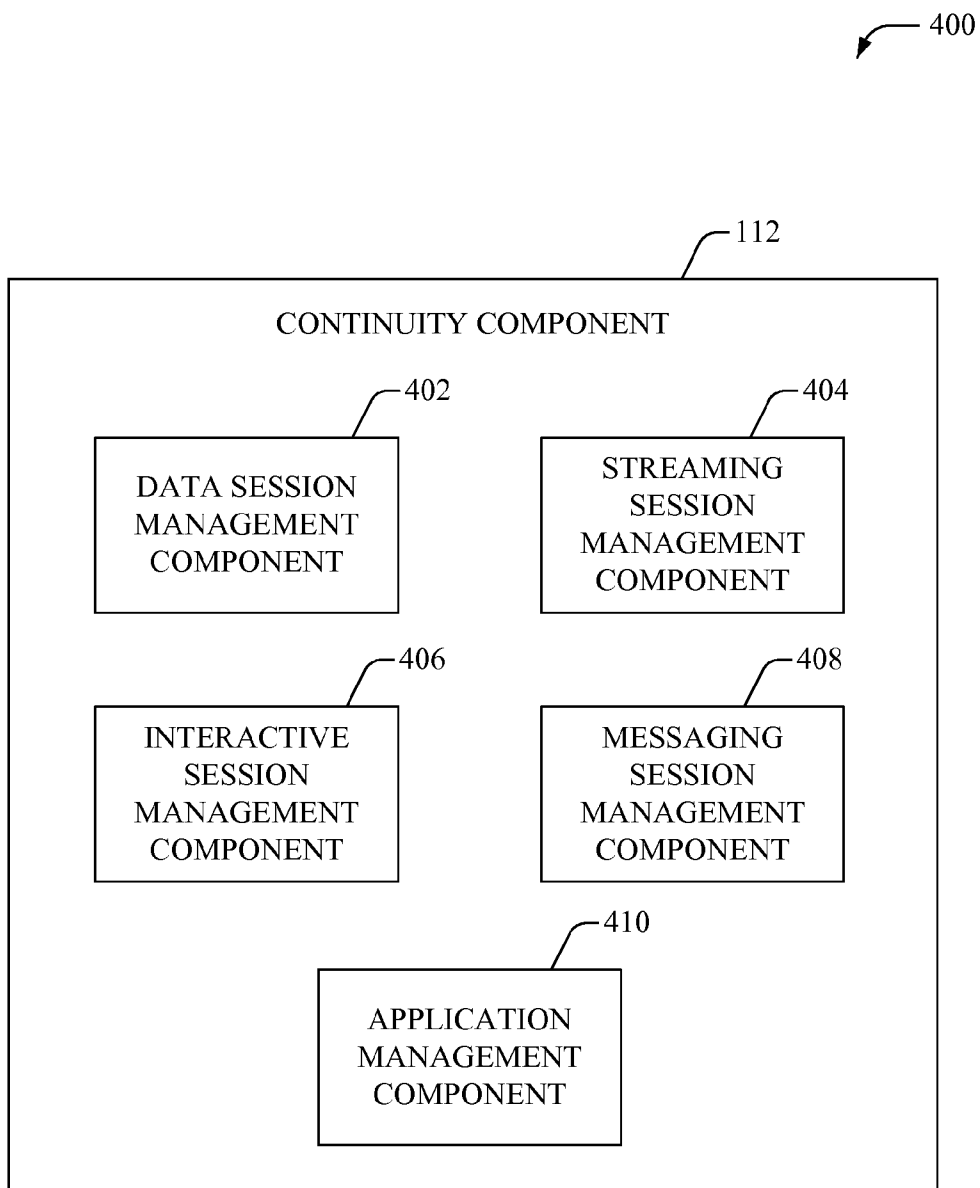 400
112
CONTINUITY COMPONENT
402
404
DATA SESSION
MANAGEMENT
COMPONENT
STREAMING
SESSION
MANAGEMENT
COMPONENT
406
408
INTERACTIVE
SESSION
MANAGEMENT
COMPONENT
MESSAGING
SESSION
MANAGEMENT
COMPONENT
410
APPLICATION
MANAGEMENT
COMPONENT